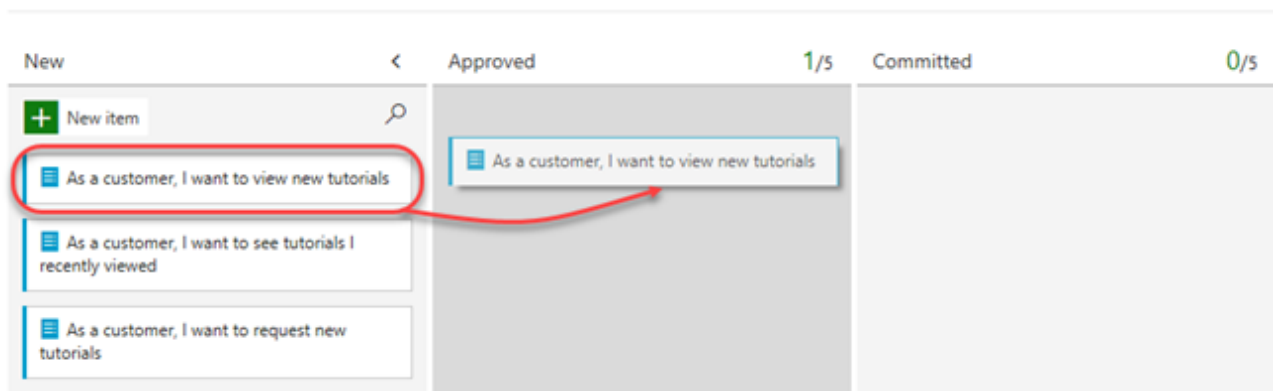 New
Approved
1/5
Committed
0/5
New item
As a customer, I want to view new tutorials
As a customer, I want to view new tutorials
As a customer, I want to see tutorials I
recently viewed
As a customer, I want to request new
tutorials